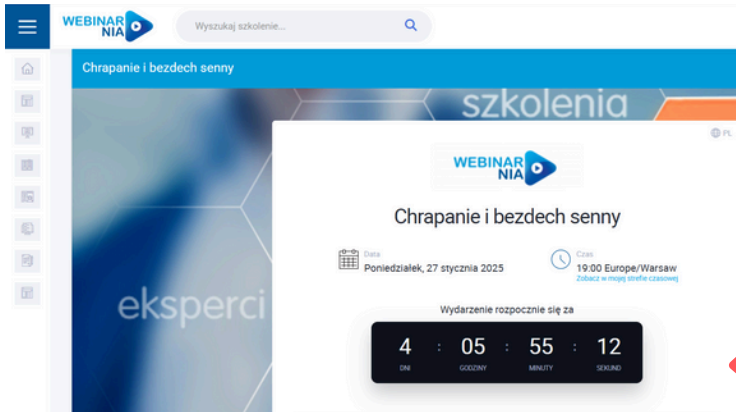 WEBINAR
NIA
Wyszukaj szkolenie...
Chrapanie i bezdech senny
szkolenia
PL
WEBINAR
NIA
Chrapanie i bezdech senny
Data
Poniedziałek, 27 stycznia 2025
Czas
19:00 Europe/Warsaw
Zobacz w mojej strefie czasowej
eksperci
Wydarzenie rozpocznie się za
4 : 05 : 55 : 12
DNI GODZINY MINUTY SEKUND